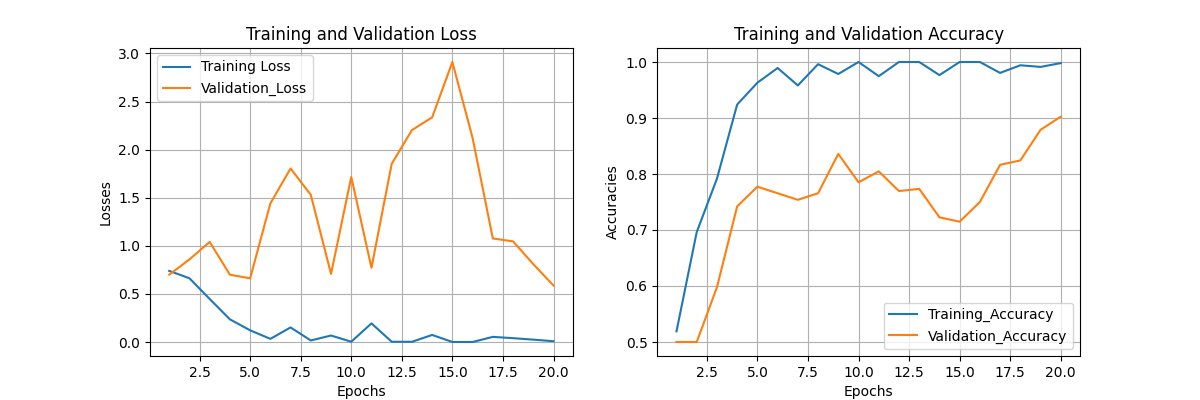 Training and Validation Loss
3.0
2.5
2.0
1.5
1.0
0.5
0.0
Losses
Training Loss
Validation_Loss
2.5 5.0 7.5 10.0 12.5 15.0 17.5 20.0
Epochs
Training and Validation Accuracy
1.0
0.9
0.8
0.7
0.6
0.5
Accuracies
Training_Accuracy
Validation_Accuracy
2.5 5.0 7.5 10.0 12.5 15.0 17.5 20.0
Epochs